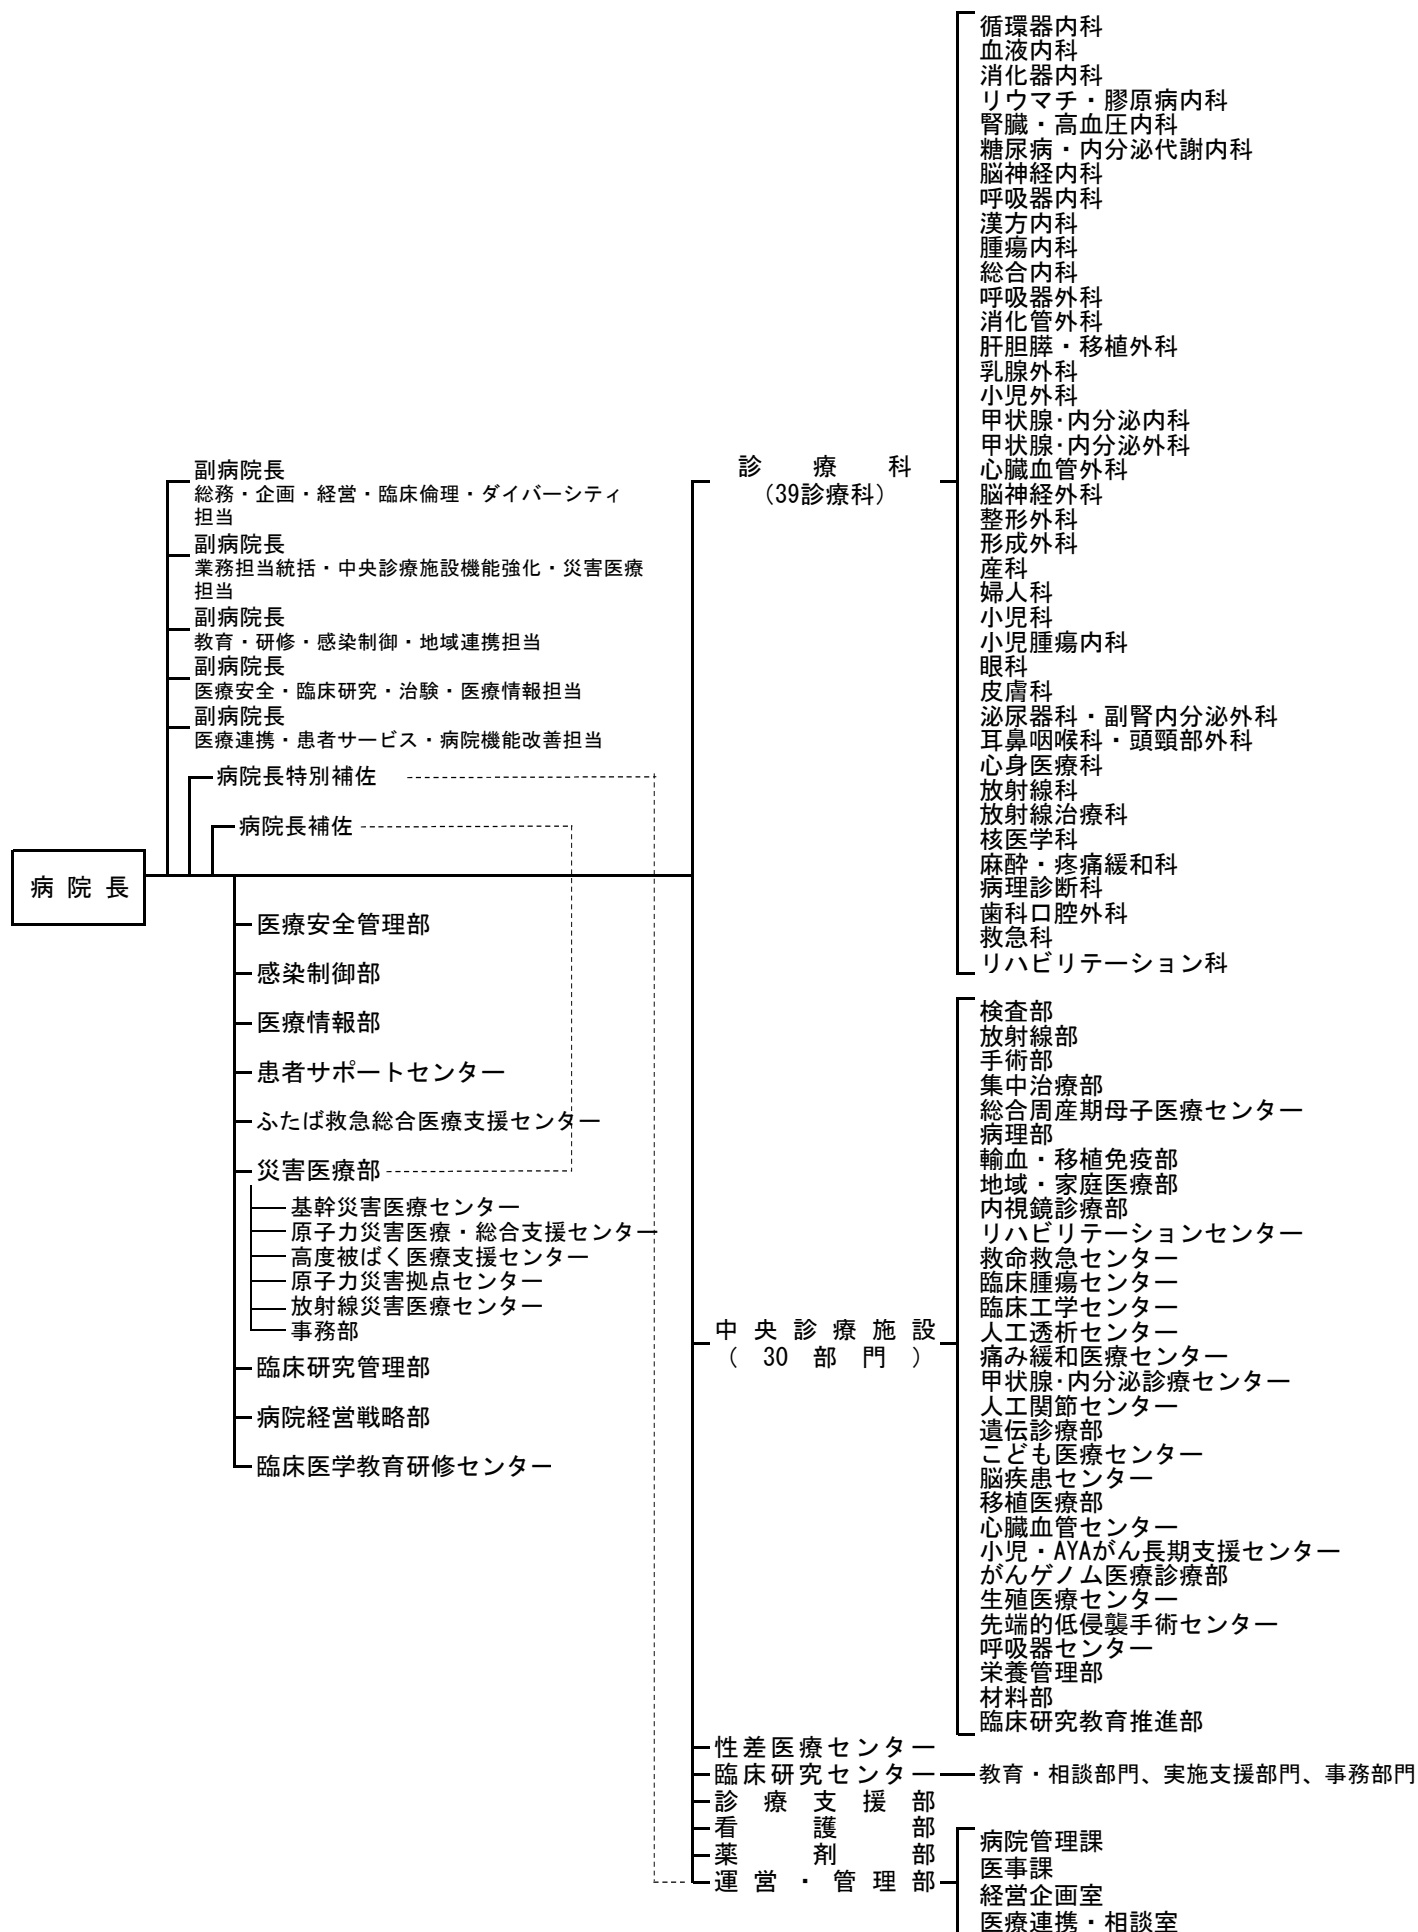 病院長
副病院長
総務・企画・経営・臨床倫理・ダイバーシティ
担当
副病院長
業務担当統括・中央診療施設機能強化・災害医療
担当
副病院長
教育・研修・感染制御・地域連携担当
副病院長
医療安全・臨床研究・治験・医療情報担当
副病院長
医療連携・患者サービス・病院機能改善担当
病院長特別補佐
病院長補佐
医療安全管理部
感染制御部
医療情報部
患者サポートセンター
ふたば救急総合医療支援センター
災害医療部
基幹災害医療センター
原子力災害医療・総合支援センター
高度被ばく医療支援センター
原子力災害拠点センター
放射線災害医療センター
事務部
臨床研究管理部
病院経営戦略部
臨床医学教育研修センター
診療科
（39診療科）
循環器内科
血液内科
消化器内科
リウマチ・膠原病内科
腎臓・高血圧内科
糖尿病・内分泌代謝内科
脳神経内科
呼吸器内科
漢方内科
腫瘍内科
総合内科
呼吸器外科
消化管外科
肝胆膵・移植外科
乳腺外科
小児外科
甲状腺･内分泌内科
甲状腺･内分泌外科
心臓血管外科
脳神経外科
整形外科
形成外科
産科
婦人科
小児科
小児腫瘍内科
眼科
皮膚科
泌尿器科・副腎内分泌外科
耳鼻咽喉科・頭頸部外科
心身医療科
放射線科
放射線治療科
核医学科
麻酔・疼痛緩和科
病理診断科
歯科口腔外科
救急科
リハビリテーション科
中央診療施設
（30部門）
検査部
放射線部
手術部
集中治療部
総合周産期母子医療センター
病理部
輸血・移植免疫部
地域・家庭医療部
内視鏡診療部
リハビリテーションセンター
救命救急センター
臨床腫瘍センター
臨床工学センター
人工透析センター
痛み緩和医療センター
甲状腺･内分泌診療センター
人工関節センター
遺伝診療部
こども医療センター
脳疾患センター
移植医療部
心臓血管センター
小児・AYAがん長期支援センター
がんゲノム医療診療部
生殖医療センター
先端的低侵襲手術センター
呼吸器センター
栄養管理部
材料部
臨床研究教育推進部
性差医療センター
臨床研究センター
教育・相談部門、実施支援部門、事務部門
診療支援部
看護部
薬剤部
運営・管理部
病院管理課
医事課
経営企画室
医療連携・相談室